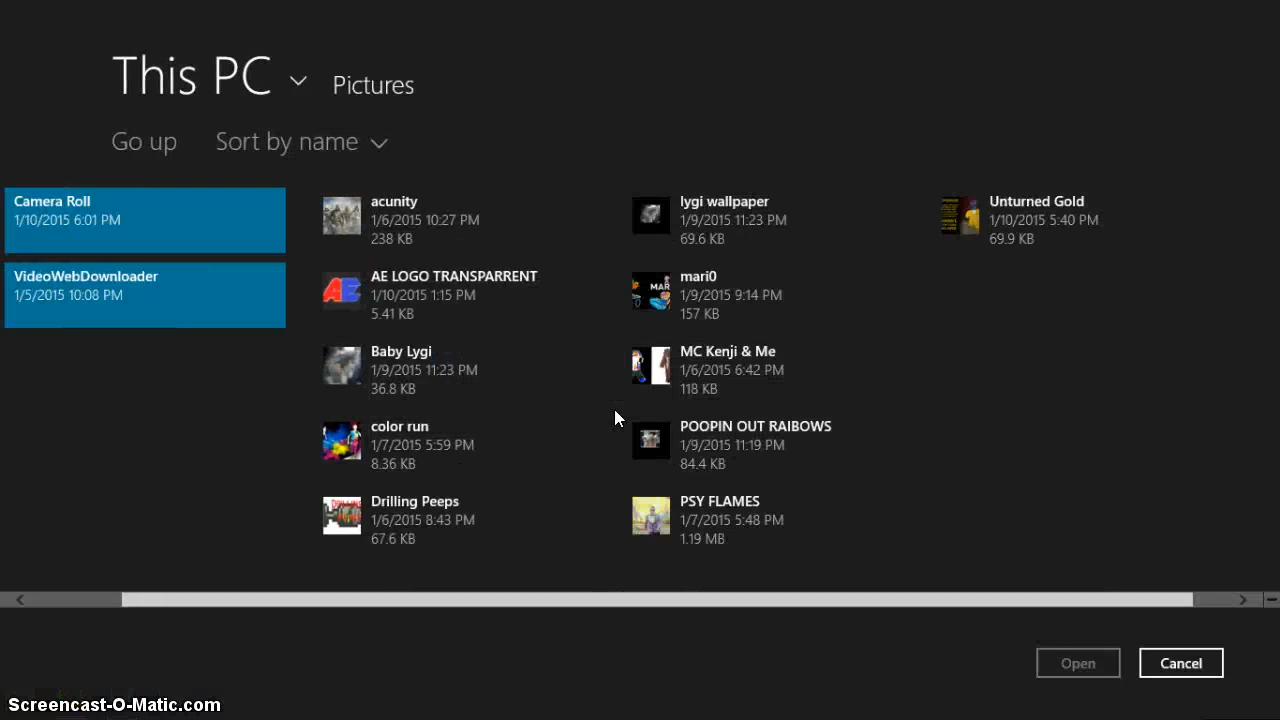 This PC
Pictures
Go up
Sort by name
Camera Roll
1/10/2015 6:01 PM
VideoWebDownloader
1/5/2015 10:08 PM
acunity
1/6/2015 10:27 PM
238 KB
AE LOGO TRANSPARRENT
1/10/2015 1:15 PM
5.41 KB
Baby Lygi
1/9/2015 11:23 PM
36.8 KB
color run
1/7/2015 5:59 PM
8.36 KB
Drilling Peeps
1/6/2015 8:43 PM
67.6 KB
lygi wallpaper
1/9/2015 11:23 PM
69.6 KB
mari0
1/9/2015 9:14 PM
157 KB
MC Kenji & Me
1/6/2015 6:42 PM
118 KB
POOPIN OUT RAIBOWS
1/9/2015 11:19 PM
84.4 KB
PSY FLAMES
1/7/2015 5:48 PM
1.19 MB
Unturned Gold
1/10/2015 5:40 PM
69.9 KB
AE
MAR
Open
Cancel
Screencast-O-Matic.com